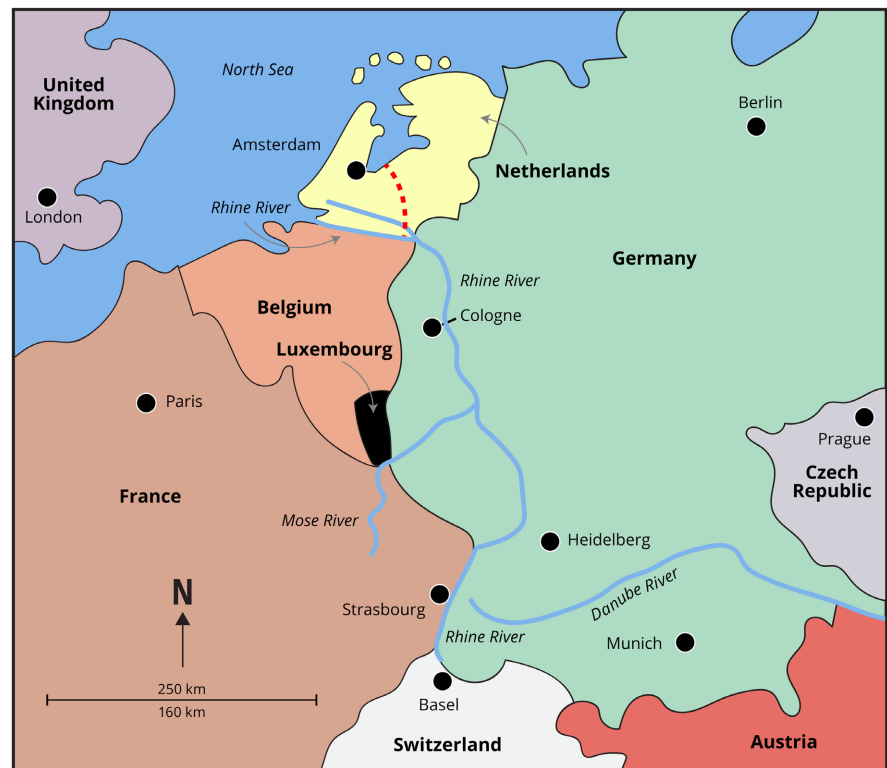 North Sea
United
Kingdom
Berlin
Amsterdam
Netherlands
London
Rhine River
Germany
Rhine River
Belgium
Cologne
Luxembourg
Paris
Prague
Czech
Republic
France
Mose River
Heidelberg
Danube River
N
Strasbourg
Rhine River
Munich
250 km
160 km
Basel
Switzerland
Austria